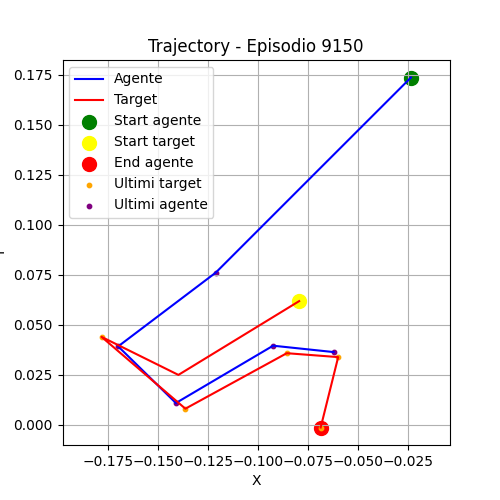 Trajectory - Episodio 9150
Agente
Target
Start agente
Start target
End agente
Ultimi target
Ultimi agente
0.175
0.150
0.125
0.100
0.075
0.050
0.025
0.000
−0.175 −0.150 −0.125 −0.100 −0.075 −0.050 −0.025
X